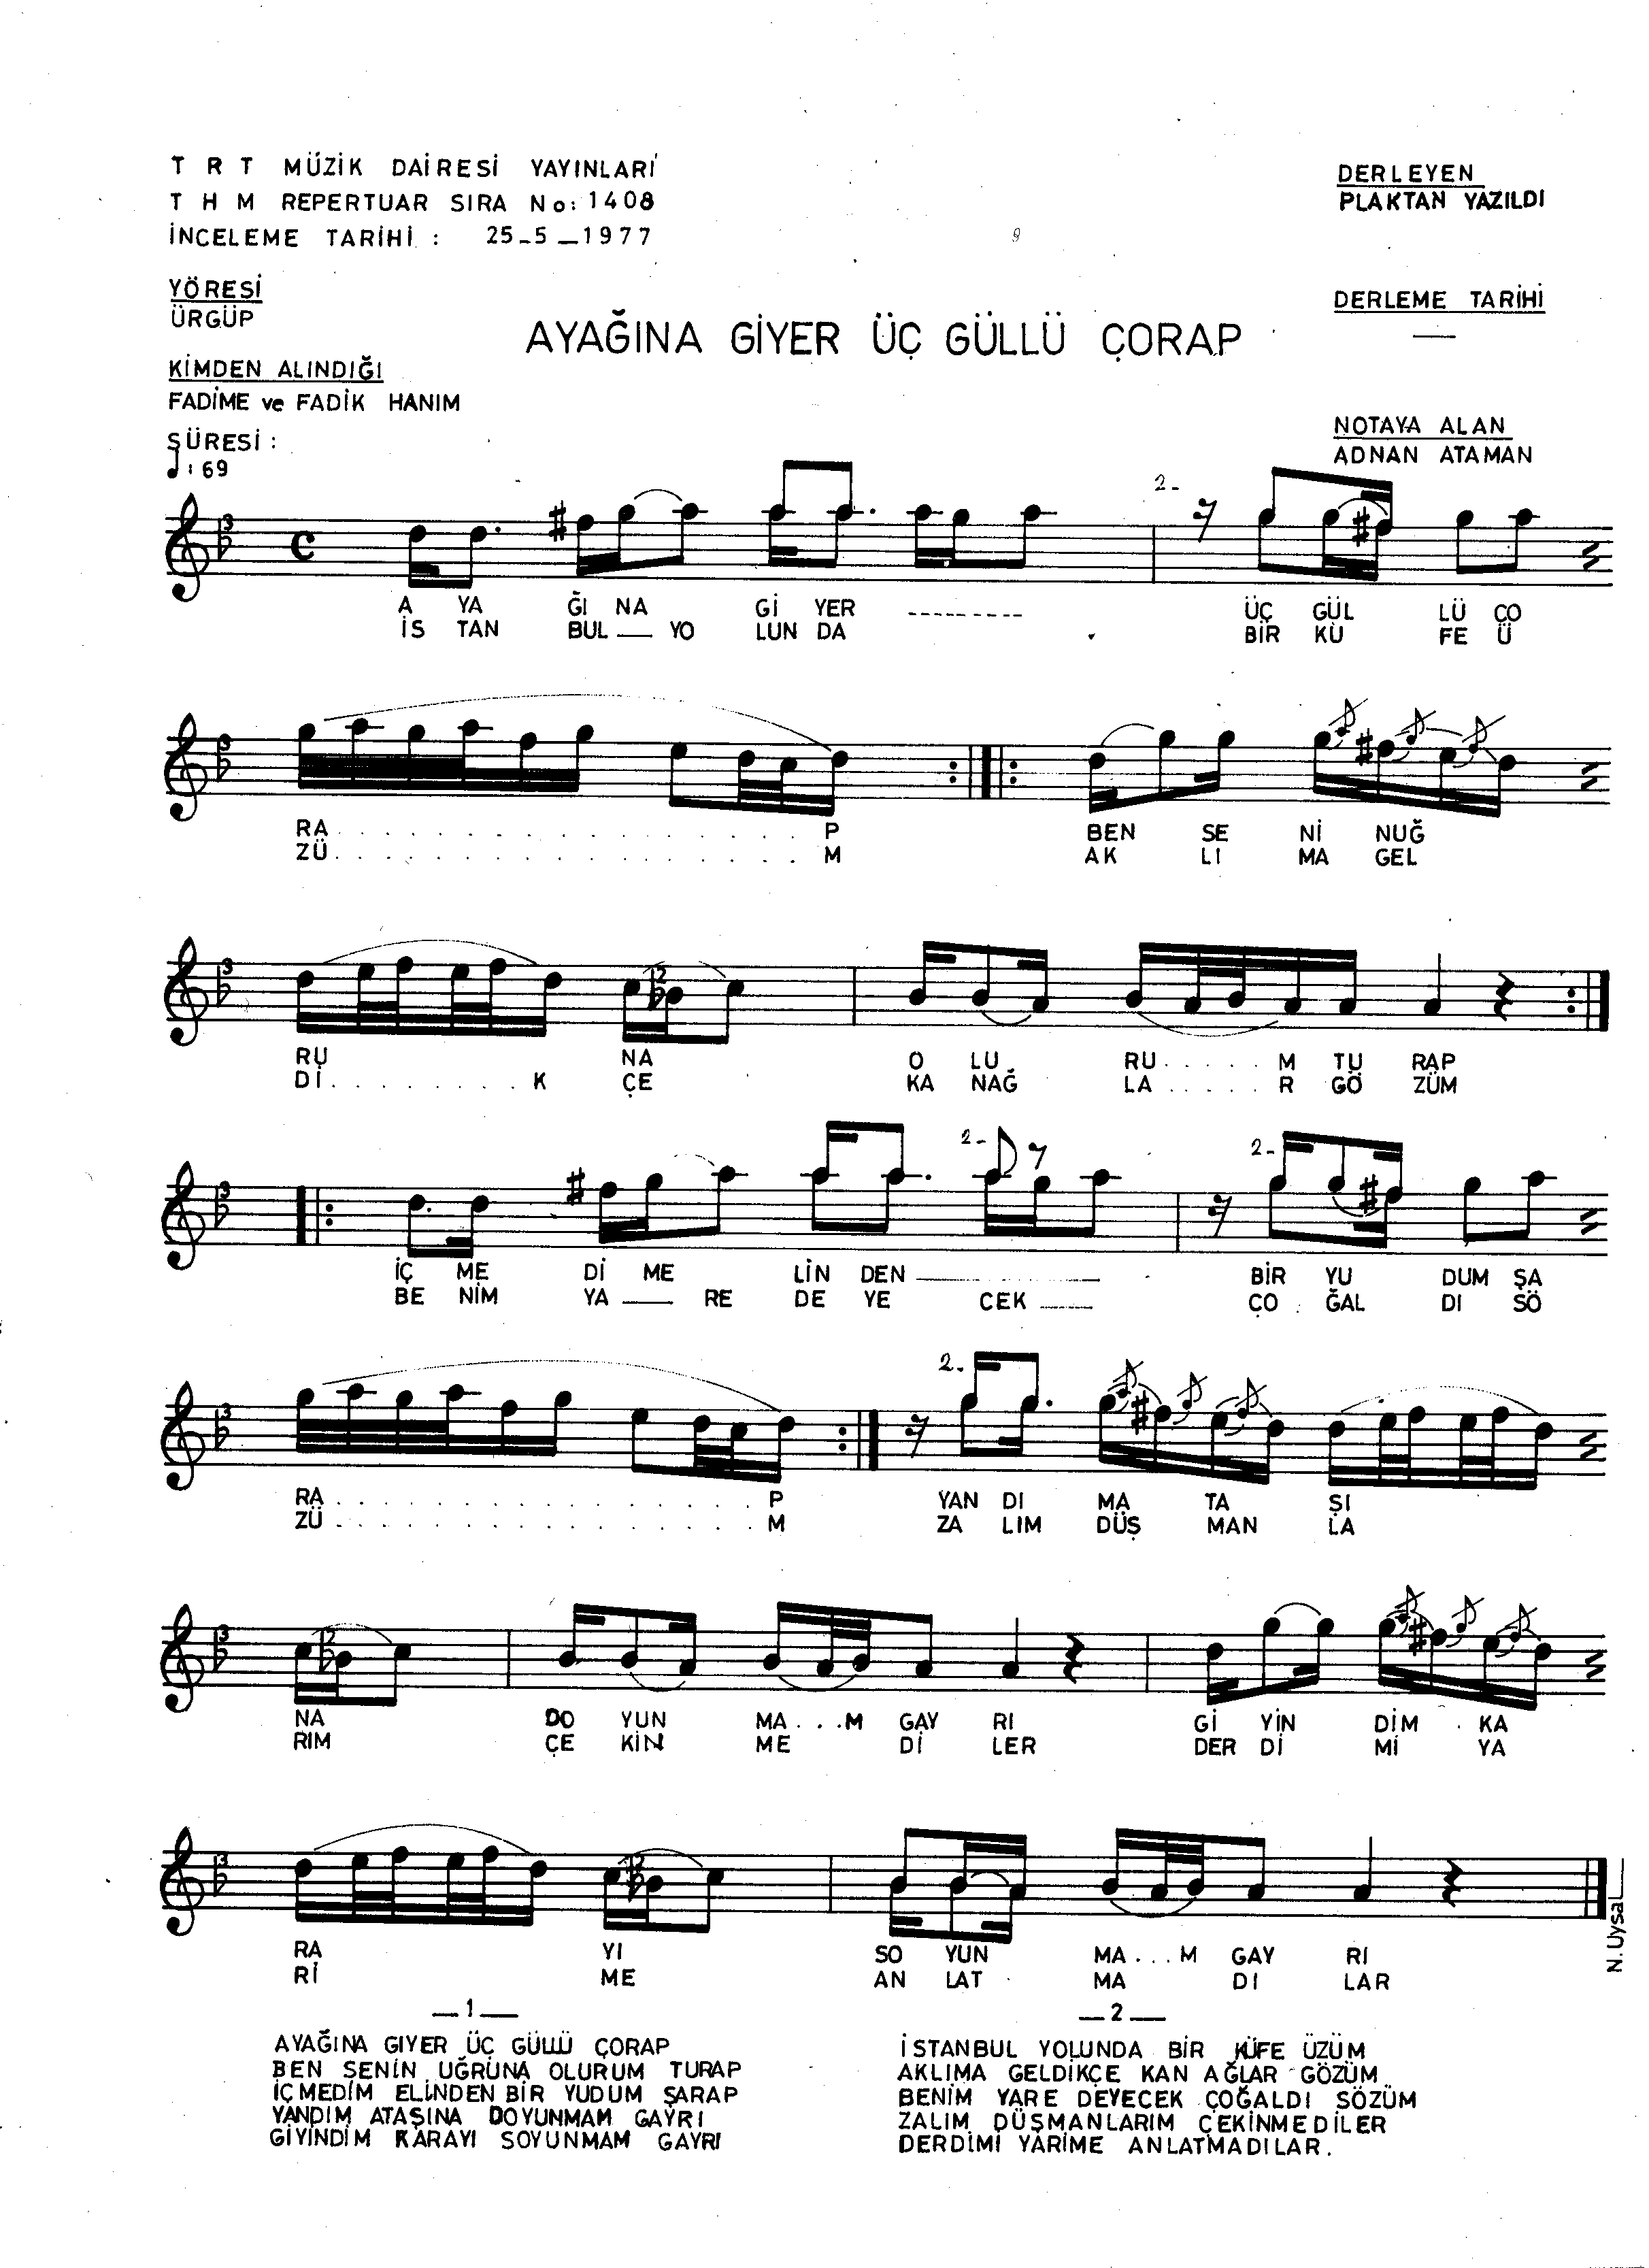 T R T MÜZİK DAİRESİ YAYINLARI
T H M REPERTUAR SIRA No: 1408
İNCELEME TARİHİ : 25-5-1977
DERLEYEN
PLAKTAN YAZILDI
YÖRESİ
ÜRGÜP
DERLEME TARİHİ
—
AYAĞINA GİYER ÜÇ GÜLLÜ ÇORAP
KİMDEN ALINDIĞI
FADİME ve FADİK HANIM
NOTAYA ALAN
ADNAN ATAMAN
SÜRESİ :
: 69
2-
A YA ĞI NA Gİ YER --------- ÜÇ GÜL LÜ ÇO
İS TAN BUL — YO LUN DA BİR KÜ FE Ü
RA . . . . . . . . . . . . . . . . P BEN SE Nİ NUĞ
ZÜ . . . . . . . . . . . . . . . . M AK LI MA GEL
RU NA O LU RU . . . . . M TU RAP
Dİ . . . . . . . . K ÇE KA NAĞ LA . . . . . R GÖ ZÜM
2- 2-
İÇ ME Dİ ME LİN DEN ——— BİR YU DUM ŞA
BE NİM YA — RE DE YE CEK — ÇO ĞAL DI SÖ
2-
RA . . . . . . . . . . . . . . . . P YAN DI MA TA ŞI
ZÜ . . . . . . . . . . . . . . . . M ZA LIM DÜŞ MAN LA
2
NA DO YUN MA...M GAY RI Gİ YİN DİM KA
RIM ÇE KİN ME Dİ LER DER Dİ Mİ YA
2
RA YI SO YUN MA...M GAY RI
Rİ ME AN LAT MA DI LAR
N. Uysal
— 1 —
AYAĞINA GIYER ÜÇ GÜLLÜ ÇORAP
BEN SENİN UĞRUNA OLURUM TURAP
İÇMEDİM ELİNDEN BİR YUDUM ŞARAP
YANDIM ATAŞINA DOYUNMAM GAYRI
GİYİNDİM KARAYI SOYUNMAM GAYRI
— 2 —
İSTANBUL YOLUNDA BİR KÜFE ÜZÜM
AKLIMA GELDİKÇE KAN AĞLAR GÖZÜM
BENİM YARE DEYECEK ÇOĞALDI SÖZÜM
ZALIM DÜŞMANLARIM ÇEKİNMEDİLER
DERDİMİ YARİME ANLATMADILAR.